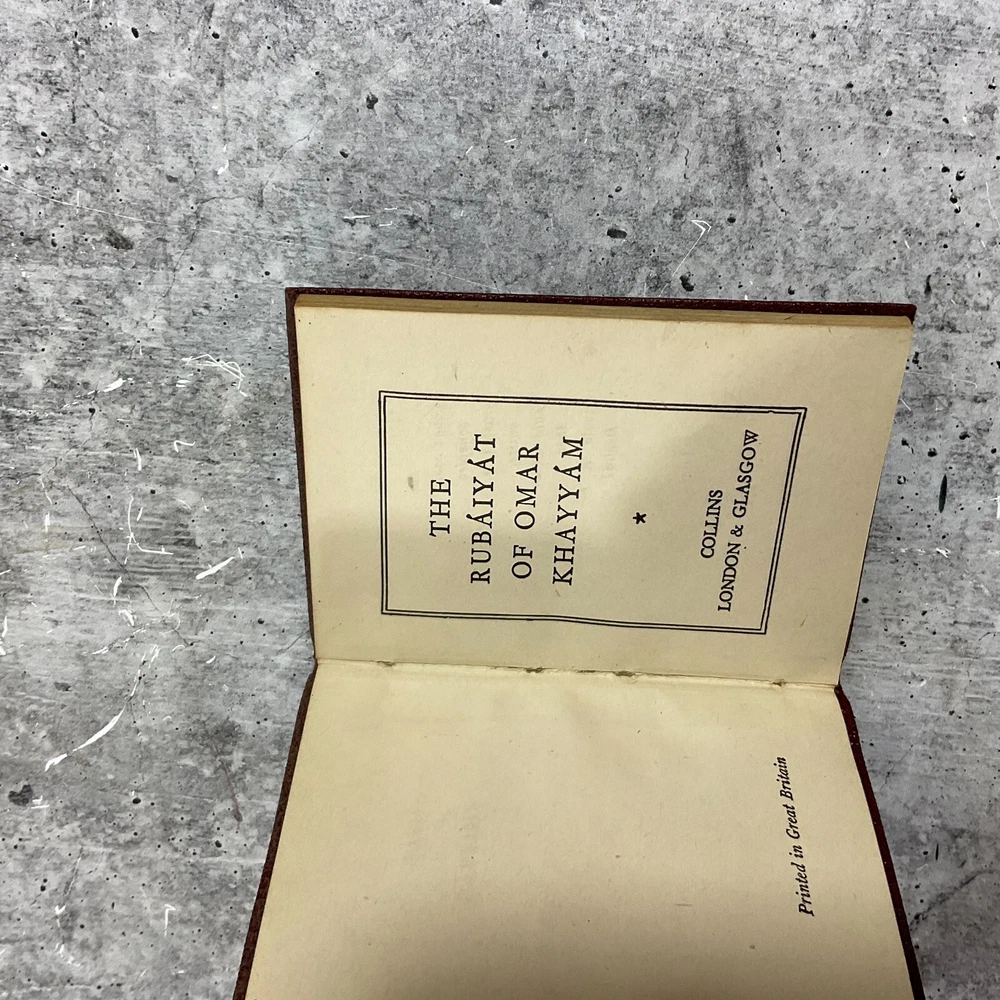 Printed in Great Britain
THE
RUBÁIYÁT
OF OMAR
KHAYYÁM
*
COLLINS
LONDON & GLASGOW